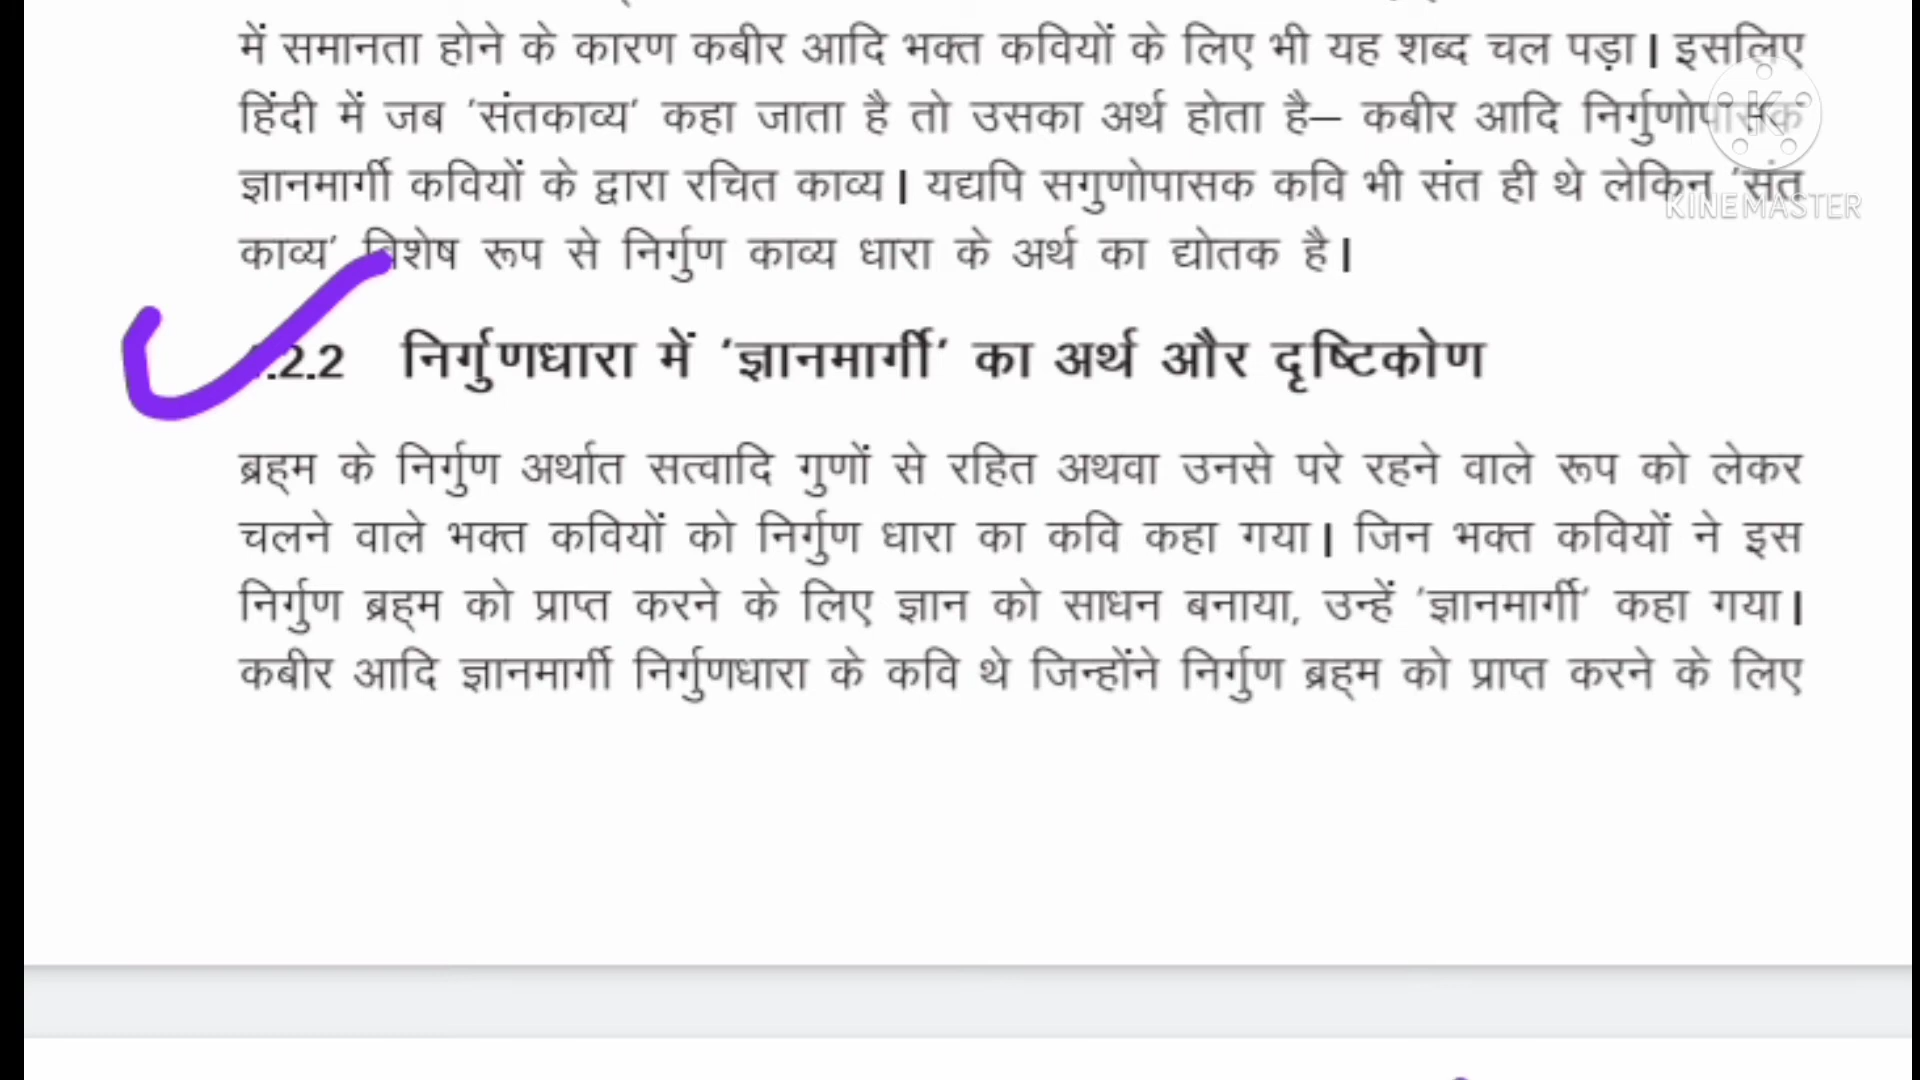 में समानता होने के कारण कबीर आदि भक्त कवियों के लिए भी यह शब्द चल पड़ा। इसलिए
हिंदी में जब 'संतकाव्य' कहा जाता है तो उसका अर्थ होता है– कबीर आदि निर्गुणोपासक
ज्ञानमार्गी कवियों के द्वारा रचित काव्य। यद्यपि सगुणोपासक कवि भी संत ही थे लेकिन 'संत
काव्य' विशेष रूप से निर्गुण काव्य धारा के अर्थ का द्योतक है।
.2.2 निर्गुणधारा में 'ज्ञानमार्गी' का अर्थ और दृष्टिकोण
ब्रह्म के निर्गुण अर्थात सत्वादि गुणों से रहित अथवा उनसे परे रहने वाले रूप को लेकर
चलने वाले भक्त कवियों को निर्गुण धारा का कवि कहा गया। जिन भक्त कवियों ने इस
निर्गुण ब्रह्म को प्राप्त करने के लिए ज्ञान को साधन बनाया, उन्हें 'ज्ञानमार्गी' कहा गया।
कबीर आदि ज्ञानमार्गी निर्गुणधारा के कवि थे जिन्होंने निर्गुण ब्रह्म को प्राप्त करने के लिए
K
KINEMASTER